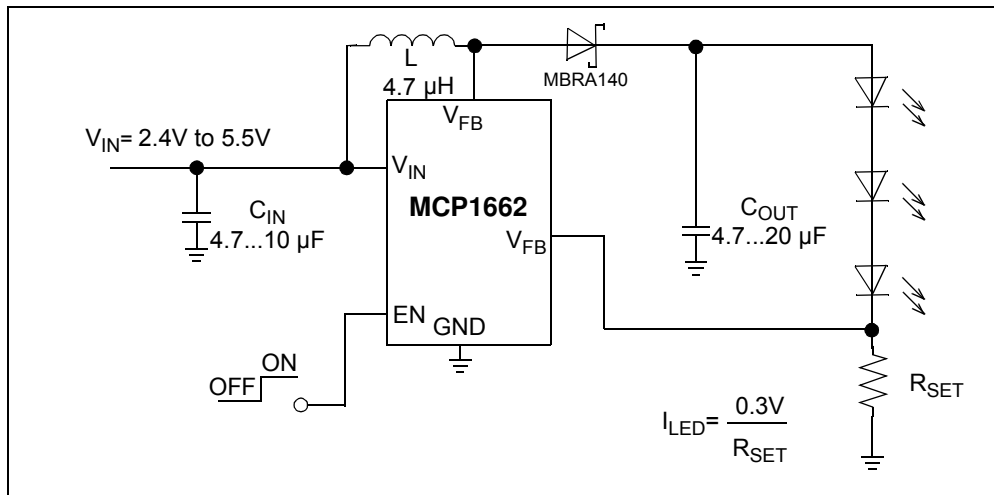 L
4.7 µH
MBRA140
V_FB
V_IN= 2.4V to 5.5V
V_IN
MCP1662
C_IN
4.7...10 µF
V_FB
C_OUT
4.7...20 µF
EN
GND
ON
OFF
R_SET
I_LED= 0.3V
R_SET